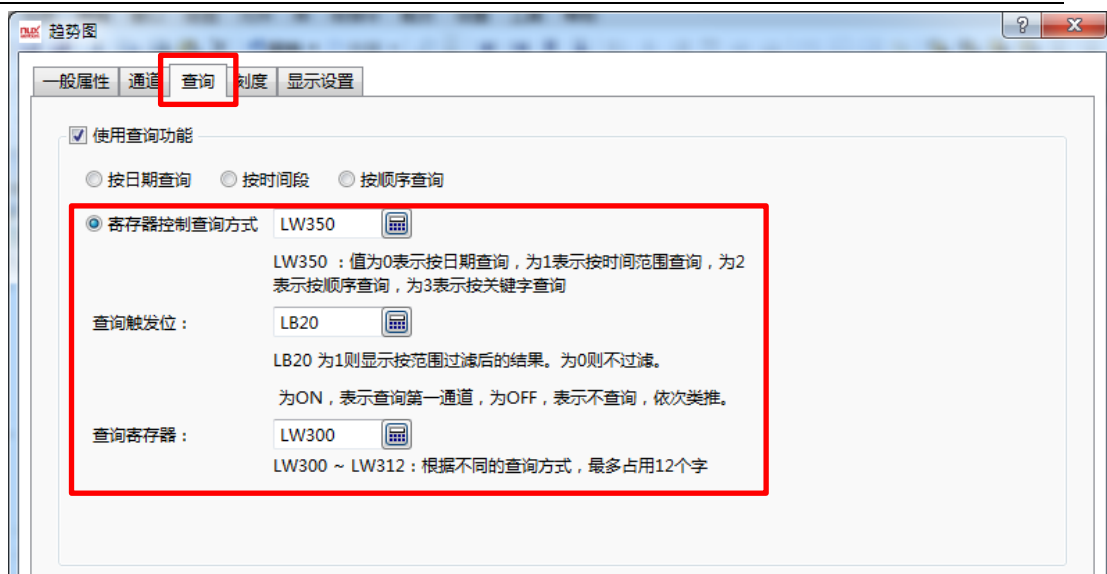 nux 趋势图
一般属性 通道 查询 刻度 显示设置
使用查询功能
按日期查询 按时间段 按顺序查询
寄存器控制查询方式 LW350
LW350 ：值为0表示按日期查询，为1表示按时间范围查询，为2
表示按顺序查询，为3表示按关键字查询
查询触发位： LB20
LB20 为1则显示按范围过滤后的结果。为0则不过滤。
为ON，表示查询第一通道，为OFF，表示不查询，依次类推。
查询寄存器： LW300
LW300 ~ LW312：根据不同的查询方式，最多占用12个字